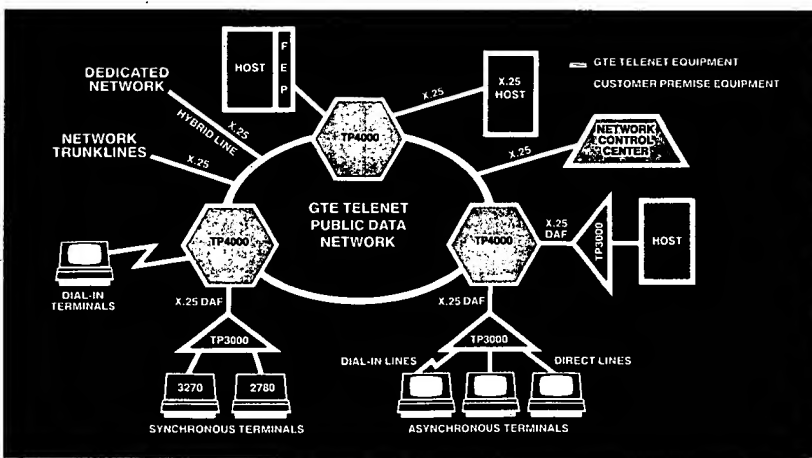 HOST
F
E
P
X.25
HOST
GTE TELENET EQUIPMENT
CUSTOMER PREMISE EQUIPMENT
DEDICATED
NETWORK
X.25
HYBRID LINE
X.25
NETWORK
TRUNKLINES
X.25
TP4000
X.25
NETWORK
CONTROL
CENTER
GTE TELENET
PUBLIC DATA
NETWORK
TP4000
TP4000
X.25
DAF
TP3000
HOST
DIAL-IN
TERMINALS
X.25 DAF
X.25 DAF
TP3000
TP3000
DIAL-IN LINES
DIRECT LINES
3270
2780
SYNCHRONOUS TERMINALS
ASYNCHRONOUS TERMINALS